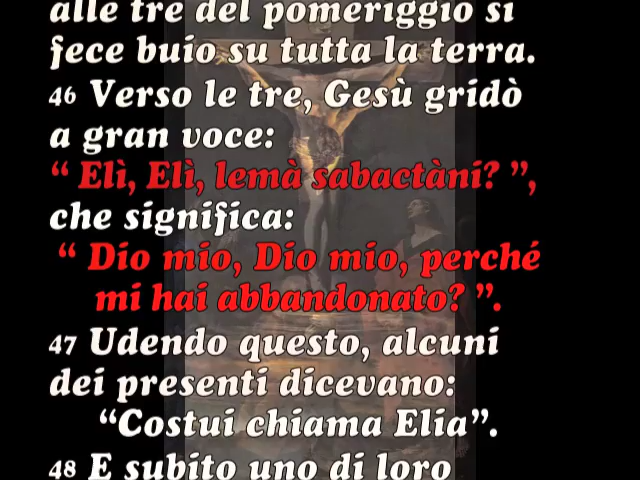 alle tre del pomeriggio si
fece buio su tutta la terra.
46 Verso le tre, Gesù gridò
a gran voce:
“ Elì, Elì, lemà sabactàni? ”,
che significa:
“ Dio mio, Dio mio, perché
mi hai abbandonato? ”.
47 Udendo questo, alcuni
dei presenti dicevano:
“Costui chiama Elia”.
48 E subito uno di loro